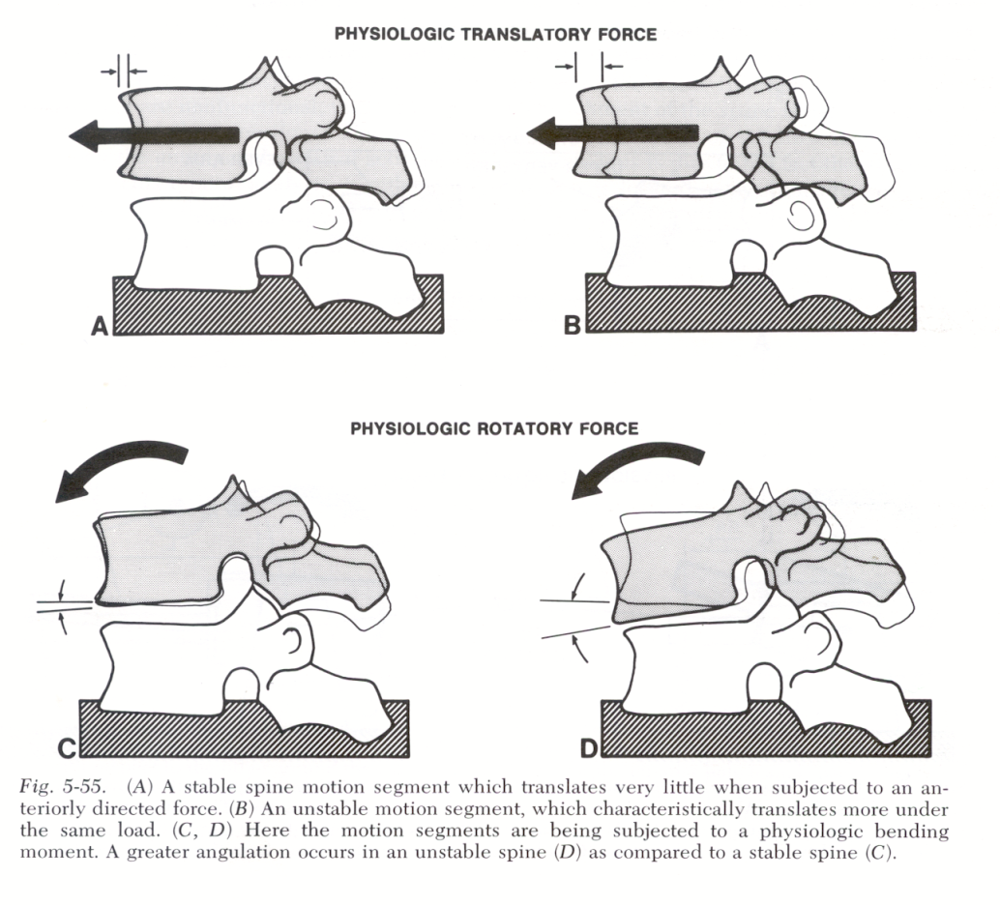 PHYSIOLOGIC TRANSLATORY FORCE
A
B
PHYSIOLOGIC ROTATORY FORCE
C
D
Fig. 5-55. (A) A stable spine motion segment which translates very little when subjected to an an-
teriorly directed force. (B) An unstable motion segment, which characteristically translates more under
the same load. (C, D) Here the motion segments are being subjected to a physiologic bending
moment. A greater angulation occurs in an unstable spine (D) as compared to a stable spine (C).